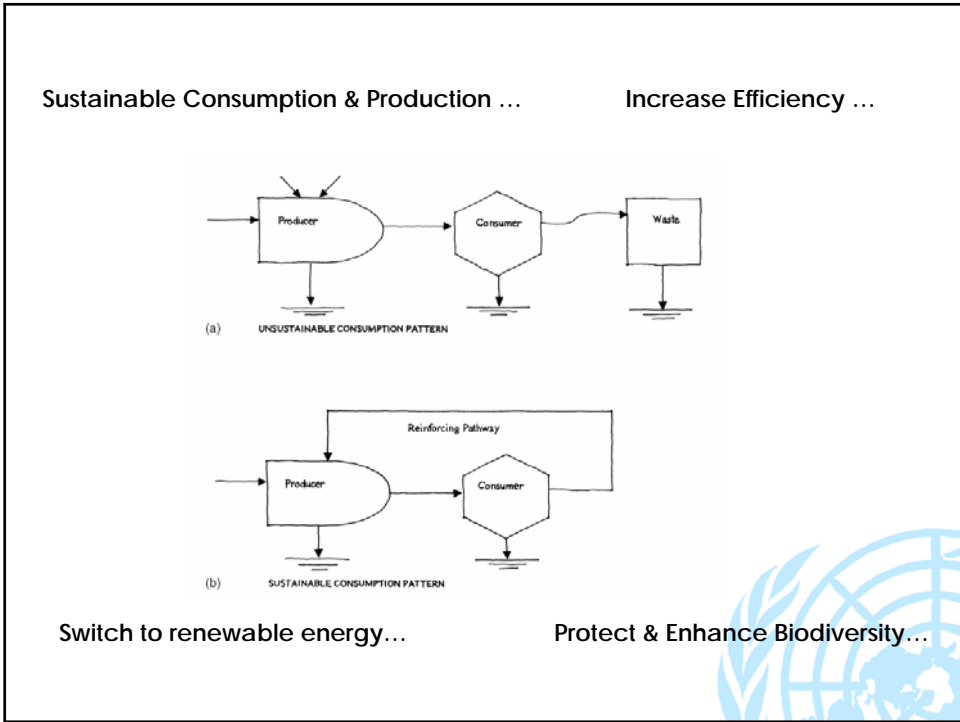 Sustainable Consumption & Production … Increase Efficiency …
Producer Consumer Waste
(a) UNSUSTAINABLE CONSUMPTION PATTERN
Reinforcing Pathway
Producer Consumer
(b) SUSTAINABLE CONSUMPTION PATTERN
Switch to renewable energy… Protect & Enhance Biodiversity…